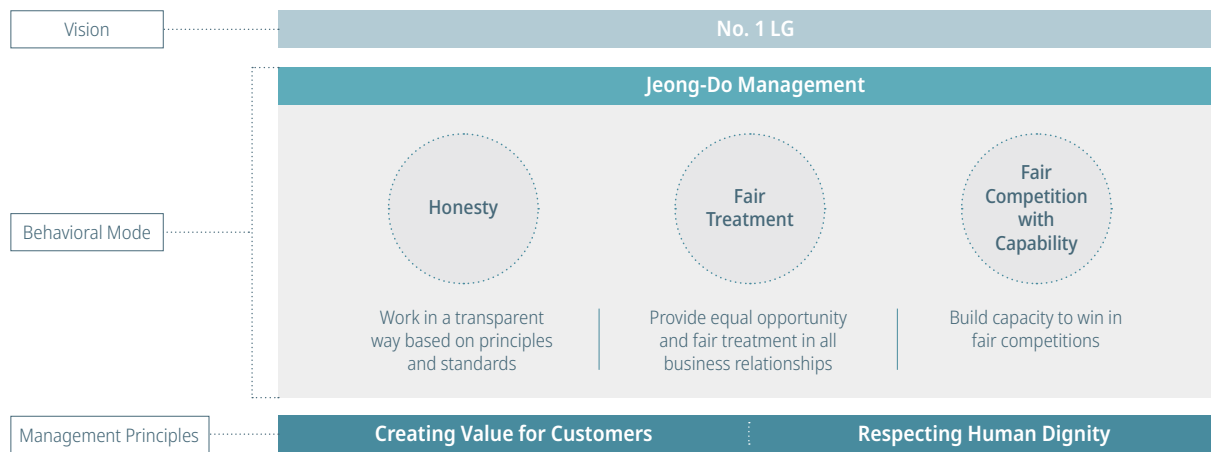 Vision
No. 1 LG
Jeong-Do Management
Behavioral Mode
Honesty
Fair
Treatment
Fair
Competition
with
Capability
Work in a transparent
way based on principles
and standards
Provide equal opportunity
and fair treatment in all
business relationships
Build capacity to win in
fair competitions
Management Principles
Creating Value for Customers
Respecting Human Dignity